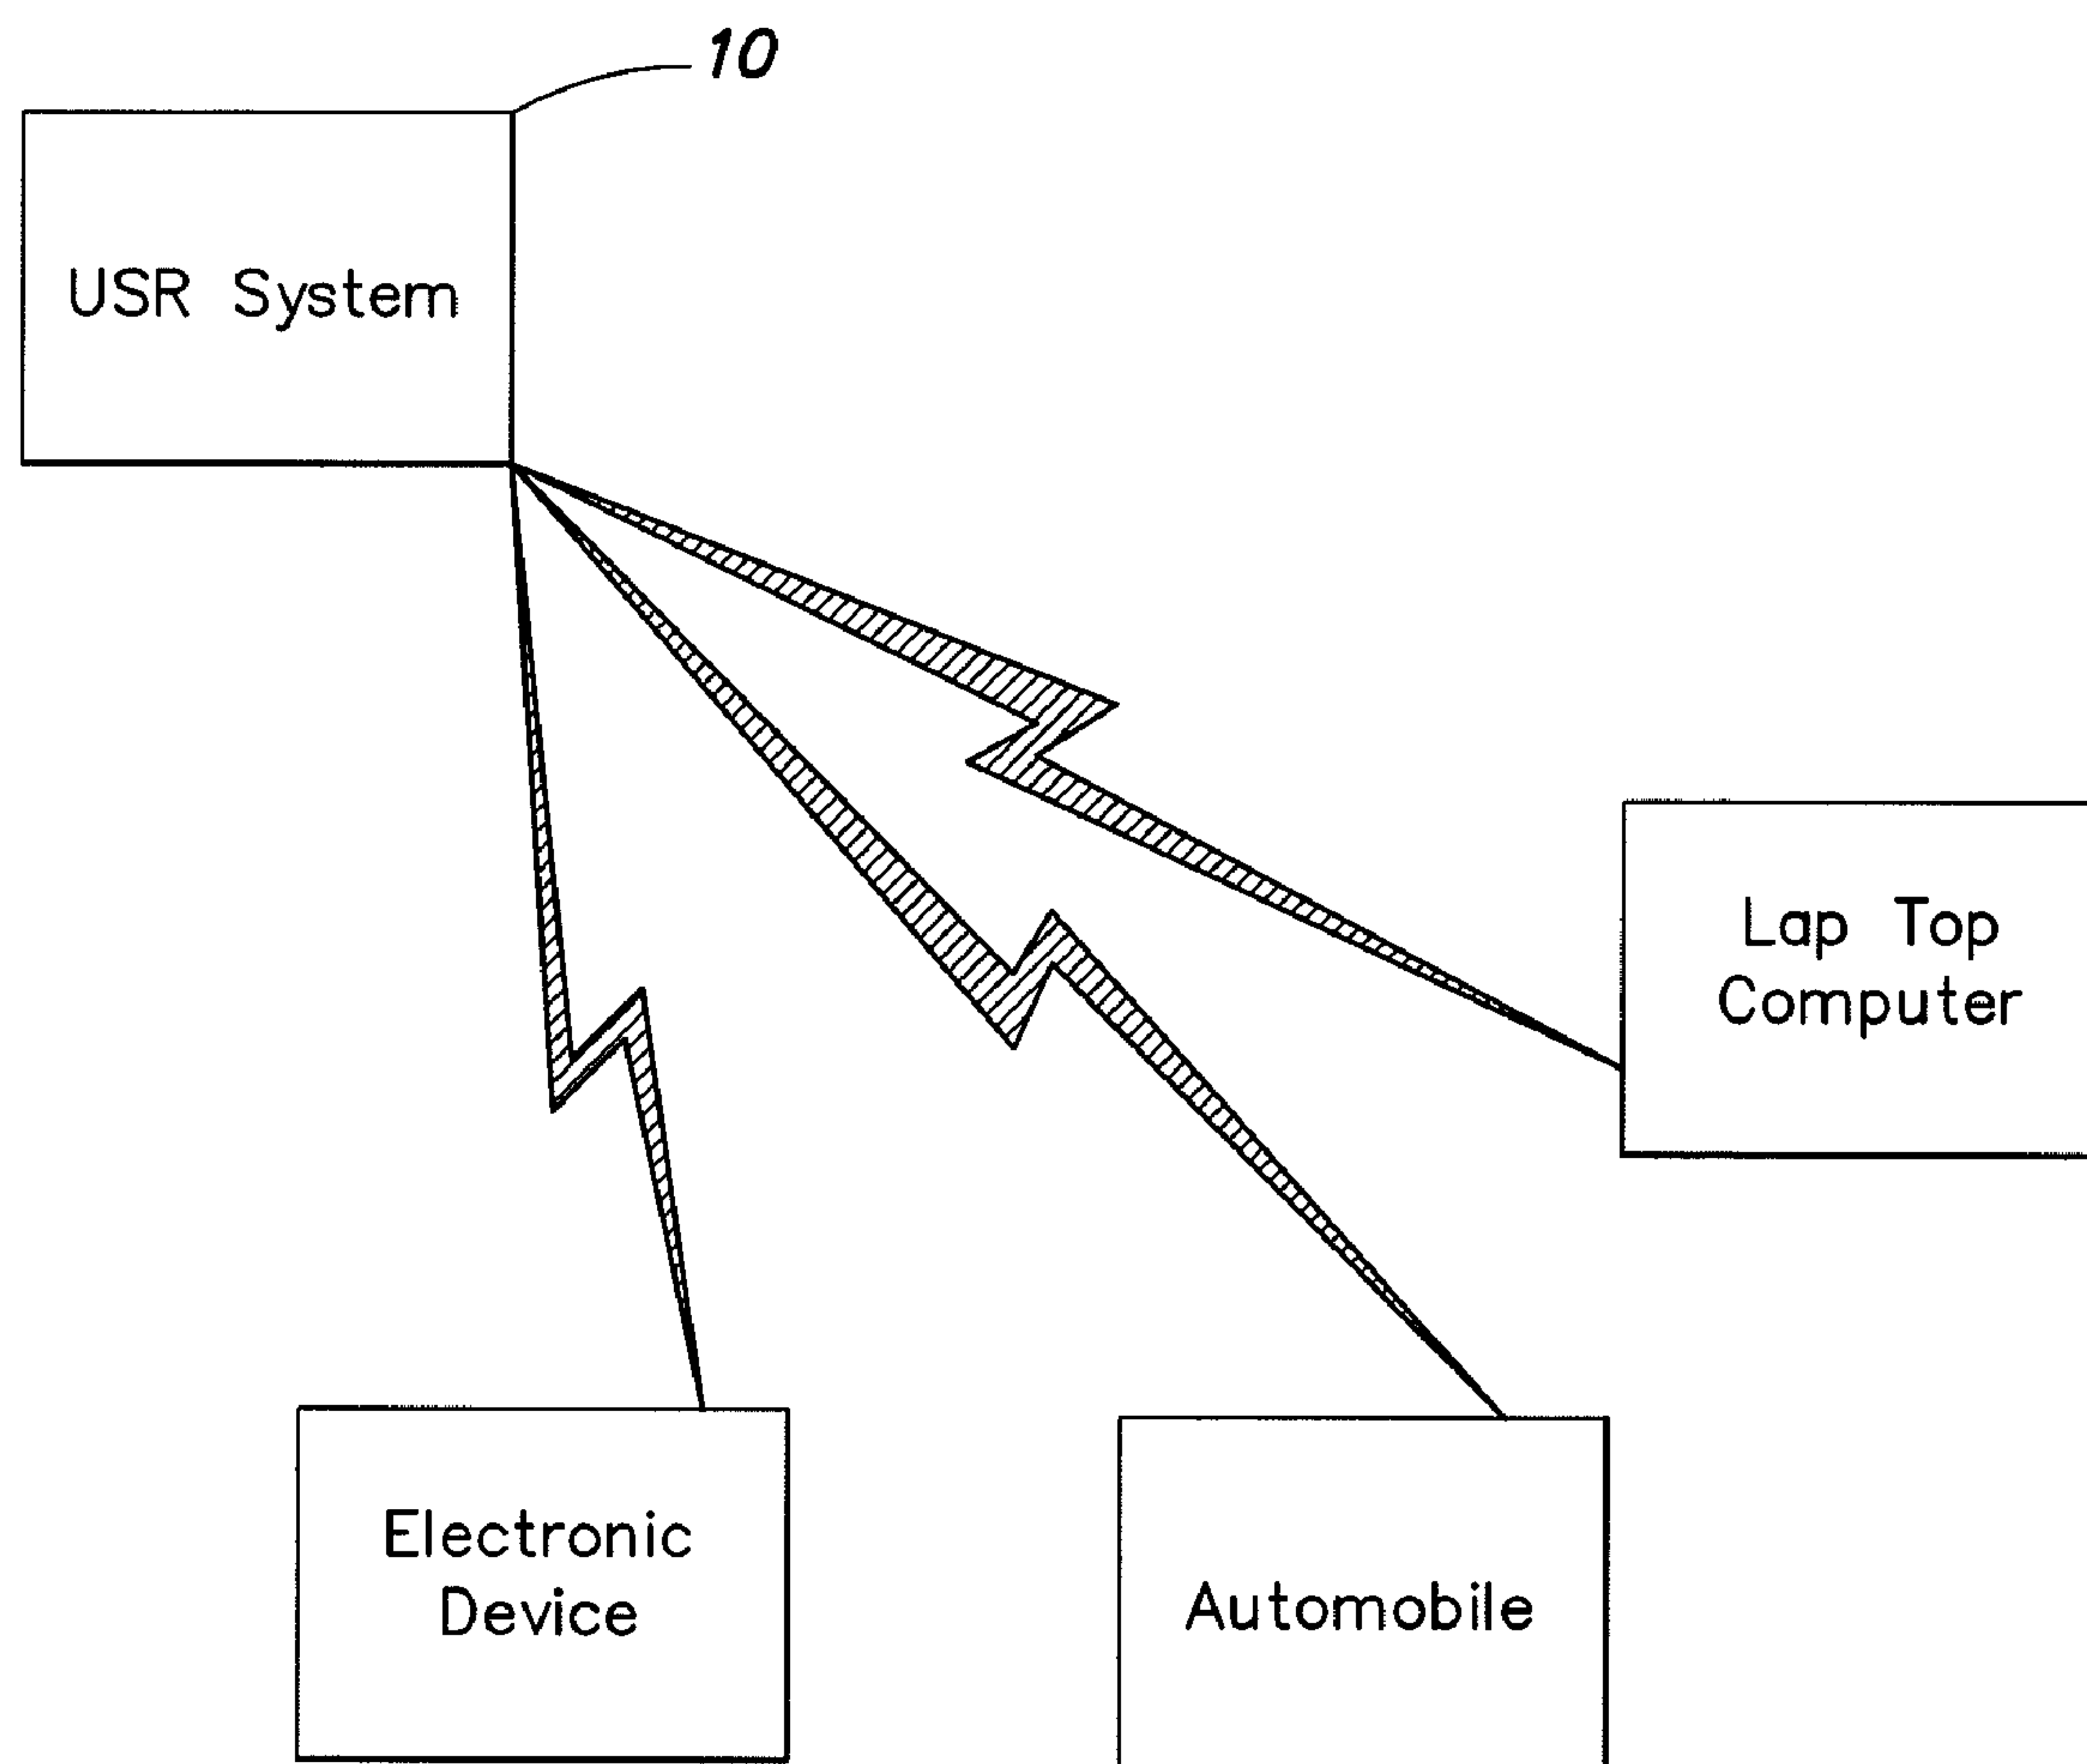 10
USR System
Lap Top
Computer
Electronic
Device
Automobile